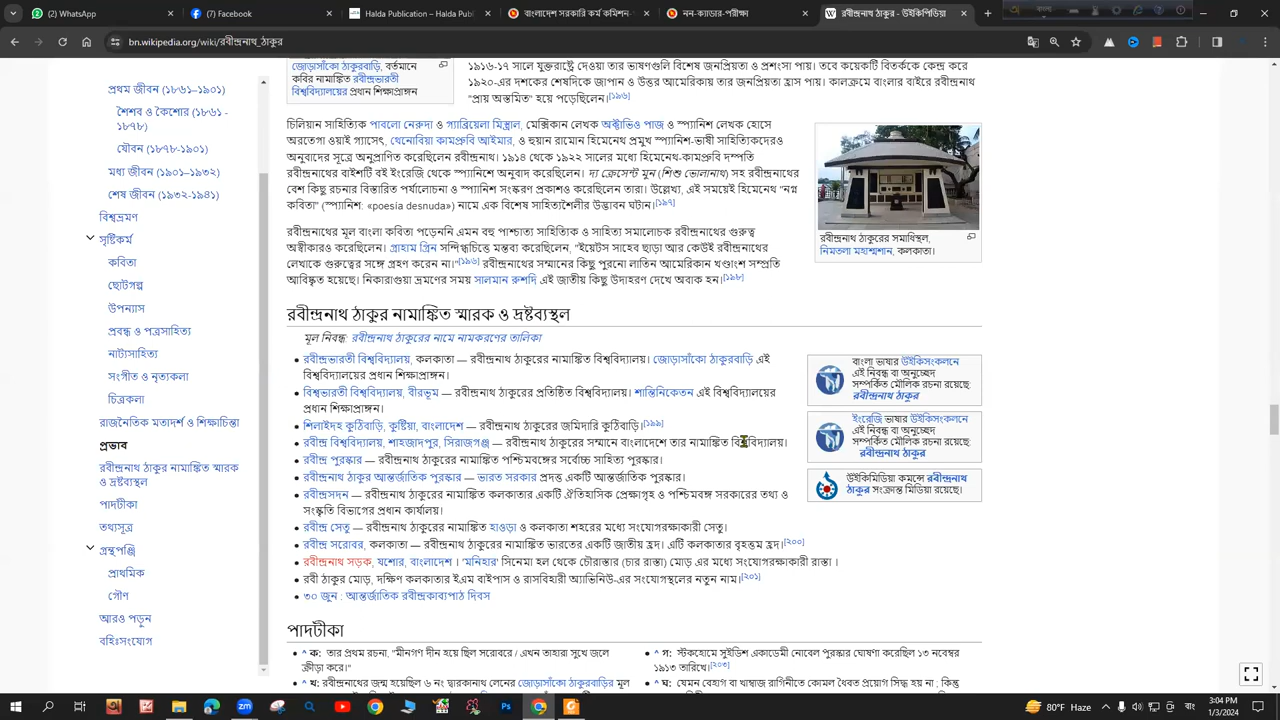 EMS
(7) Facebook
Halda Publication - Halda Publ
বাংলাদেশ সরকারি কর্ম কমিশন-
নন-ক্যাডার-পরীক্ষা
রবীন্দ্রনাথ ঠাকুর - উইকিপিডিয়া
bn.wikipedia.org/wiki/রবীন্দ্রনাথ_ঠাকুর
প্রথম জীবন (১৮৬১–১৯০১)
শৈশব ও কৈশোর (১৮৬১ -
১৮৭৮)
যৌবন (১৮৭৮-১৯০১)
মধ্য জীবন (১৯০১–১৯৩২)
শেষ জীবন (১৯৩২-১৯৪১)
বিশ্বভ্রমণ
সৃষ্টিকর্ম
কবিতা
ছোটগল্প
উপন্যাস
প্রবন্ধ ও পত্রসাহিত্য
নাট্যসাহিত্য
সংগীত ও নৃত্যকলা
চিত্রকলা
রাজনৈতিক মতাদর্শ ও শিক্ষাচিন্তা
প্রভাব
রবীন্দ্রনাথ ঠাকুর নামাঙ্কিত স্মারক
ও দ্রষ্টব্যস্থল
পাদটীকা
তথ্যসূত্র
গ্রন্থপঞ্জি
প্রাথমিক
গৌণ
আরও পড়ুন
বহিঃসংযোগ
জোড়াসাঁকো ঠাকুরবাড়ি, বর্তমানে
কবির নামাঙ্কিত রবীন্দ্রভারতী
বিশ্ববিদ্যালয়ের প্রধান শিক্ষাপ্রাঙ্গন
১৯১৬-১৭ সালে যুক্তরাষ্ট্রে দেওয়া তার ভাষণগুলি বিশেষ জনপ্রিয়তা ও প্রশংসা পায়। তবে কয়েকটি বিতর্ককে কেন্দ্র করে
১৯২০-এর দশকের শেষদিকে জাপান ও উত্তর আমেরিকায় তার জনপ্রিয়তা হ্রাস পায়। কালক্রমে বাংলার বাইরে রবীন্দ্রনাথ
"প্রায় অস্তমিত" হয়ে পড়েছিলেন।[১৯৬]
চিলিয়ান সাহিত্যিক পাবলো নেরুদা ও গ্যাব্রিয়েলা মিস্ত্রাল, মেক্সিকান লেখক অক্টাভিও পাজ ও স্প্যানিশ লেখক হোসে
অরতেগা ওয়াই গ্যাসেৎ, থেনোবিয়া কামপ্রুবি আইমার, ও হুয়ান রামোন হিমেনেথ প্রমুখ স্প্যানিশ-ভাষী সাহিত্যিকদেরও
অনুবাদের সূত্রে অনুপ্রাণিত করেছিলেন রবীন্দ্রনাথ। ১৯১৪ থেকে ১৯২২ সালের মধ্যে হিমেনেথ-কামপ্রুবি দম্পতি
রবীন্দ্রনাথের বাইশটি বই ইংরেজি থেকে স্প্যানিশে অনুবাদ করেছিলেন। দ্য ক্রেসেন্ট মুন (শিশু ভোলানাথ) সহ রবীন্দ্রনাথের
বেশ কিছু রচনার বিস্তারিত পর্যালোচনা ও স্প্যানিশ সংস্করণ প্রকাশও করেছিলেন তারা। উল্লেখ্য, এই সময়েই হিমেনেথ "নগ্ন
কবিতা" (স্প্যানিশ: «poesia desnuda») নামে এক বিশেষ সাহিত্যশৈলীর উদ্ভাবন ঘটান।[১৯৭]
রবীন্দ্রনাথের মূল বাংলা কবিতা পড়েননি এমন বহু পাশ্চাত্য সাহিত্যিক ও সাহিত্য সমালোচক রবীন্দ্রনাথের গুরুত্ব
অস্বীকারও করেছিলেন। গ্রাহাম গ্রিন সন্দিগ্ধচিত্তে মন্তব্য করেছিলেন, "ইয়েটস সাহেব ছাড়া আর কেউই রবীন্দ্রনাথের
লেখাকে গুরুত্বের সঙ্গে গ্রহণ করেন না।"[১৯৬] রবীন্দ্রনাথের সম্মানের কিছু পুরনো লাতিন আমেরিকান খণ্ডাংশ সম্প্রতি
আবিষ্কৃত হয়েছে। নিকারাগুয়া ভ্রমণের সময় সালমান রুশদি এই জাতীয় কিছু উদাহরণ দেখে অবাক হন।[১৯৮]
রবীন্দ্রনাথ ঠাকুরের সমাধিস্থল,
নিমতলা মহাশ্মশান, কলকাতা।
রবীন্দ্রনাথ ঠাকুর নামাঙ্কিত স্মারক ও দ্রষ্টব্যস্থল
মূল নিবন্ধ: রবীন্দ্রনাথ ঠাকুরের নামে নামকরণের তালিকা
• রবীন্দ্রভারতী বিশ্ববিদ্যালয়, কলকাতা — রবীন্দ্রনাথ ঠাকুরের নামাঙ্কিত বিশ্ববিদ্যালয়। জোড়াসাঁকো ঠাকুরবাড়ি এই
বিশ্ববিদ্যালয়ের প্রধান শিক্ষাপ্রাঙ্গন।
• বিশ্বভারতী বিশ্ববিদ্যালয়, বীরভূম — রবীন্দ্রনাথ ঠাকুরের প্রতিষ্ঠিত বিশ্ববিদ্যালয়। শান্তিনিকেতন এই বিশ্ববিদ্যালয়ের
প্রধান শিক্ষাপ্রাঙ্গণ।
• শিলাইদহ কুঠিবাড়ি, কুষ্টিয়া, বাংলাদেশ — রবীন্দ্রনাথ ঠাকুরের জমিদারি কুঠিবাড়ি।[১৯৯]
• রবীন্দ্র বিশ্ববিদ্যালয়, শাহজাদপুর, সিরাজগঞ্জ — রবীন্দ্রনাথ ঠাকুরের সম্মানে বাংলাদেশে তার নামাঙ্কিত বিশ্ববিদ্যালয়।
• রবীন্দ্র পুরস্কার — রবীন্দ্রনাথ ঠাকুরের নামাঙ্কিত পশ্চিমবঙ্গের সর্বোচ্চ সাহিত্য পুরস্কার।
• রবীন্দ্রনাথ ঠাকুর আন্তর্জাতিক পুরস্কার — ভারত সরকার প্রদত্ত একটি আন্তর্জাতিক পুরস্কার।
• রবীন্দ্রসদন — রবীন্দ্রনাথ ঠাকুরের নামাঙ্কিত কলকাতার একটি ঐতিহাসিক প্রেক্ষাগৃহ ও পশ্চিমবঙ্গ সরকারের তথ্য ও
সংস্কৃতি বিভাগের প্রধান কার্যালয়।
• রবীন্দ্র সেতু — রবীন্দ্রনাথ ঠাকুরের নামাঙ্কিত হাওড়া ও কলকাতা শহরের মধ্যে সংযোগরক্ষাকারী সেতু।
• রবীন্দ্র সরোবর, কলকাতা — রবীন্দ্রনাথ ঠাকুরের নামাঙ্কিত ভারতের একটি জাতীয় হ্রদ। এটি কলকাতার বৃহত্তম হ্রদ।[২০০]
• রবীন্দ্রনাথ সড়ক, যশোর, বাংলাদেশ । 'মনিহার' সিনেমা হল থেকে চৌরাস্তার (চার রাস্তা) মোড় এর মধ্যে সংযোগরক্ষাকারী রাস্তা ।
• রবী ঠাকুর মোড়, দক্ষিণ কলকাতার ইএম বাইপাস ও রাসবিহারী অ্যাভিনিউ-এর সংযোগস্থলের নতুন নাম।[২০১]
• ৩০ জুন : আন্তর্জাতিক রবীন্দ্রকাব্যপাঠ দিবস
বাংলা ভাষার উইকিসংকলনে
এই নিবন্ধ বা অনুচ্ছেদ
সম্পর্কিত মৌলিক রচনা রয়েছে:
রবীন্দ্রনাথ ঠাকুর
ইংরেজি ভাষার উইকিসংকলনে
এই নিবন্ধ বা অনুচ্ছেদ
সম্পর্কিত মৌলিক রচনা রয়েছে:
রবীন্দ্রনাথ ঠাকুর
উইকিমিডিয়া কমন্সে রবীন্দ্রনাথ
ঠাকুর সংক্রান্ত মিডিয়া রয়েছে।
পাদটীকা
• ^ ক: তার প্রথম রচনা, "মীনগণ দীন হয়ে ছিল সরোবরে / এখন তাহারা সুখে জলে
ক্রীড়া করে।"
• ^ খ: রবীন্দ্রনাথের জন্ম হয়েছিল ৬ নং দ্বারকানাথ লেনের জোড়াসাঁকো ঠাকুরবাড়ির মূল
• ^ গ: স্টকহোমে সুইডিশ একাডেমী নোবেল পুরস্কার ঘোষণা করেছিল ১৩ নবেম্বর
১৯১৩ তারিখে।[২০৩]
• ^ ঘ: যেমন বেহাগ বা খাম্বাজ রাগিনীতে কোমল ধৈবত প্রয়োগ সিদ্ধ হয় না ; কিন্তু
80°F Haze
3:04 PM
1/3/2024